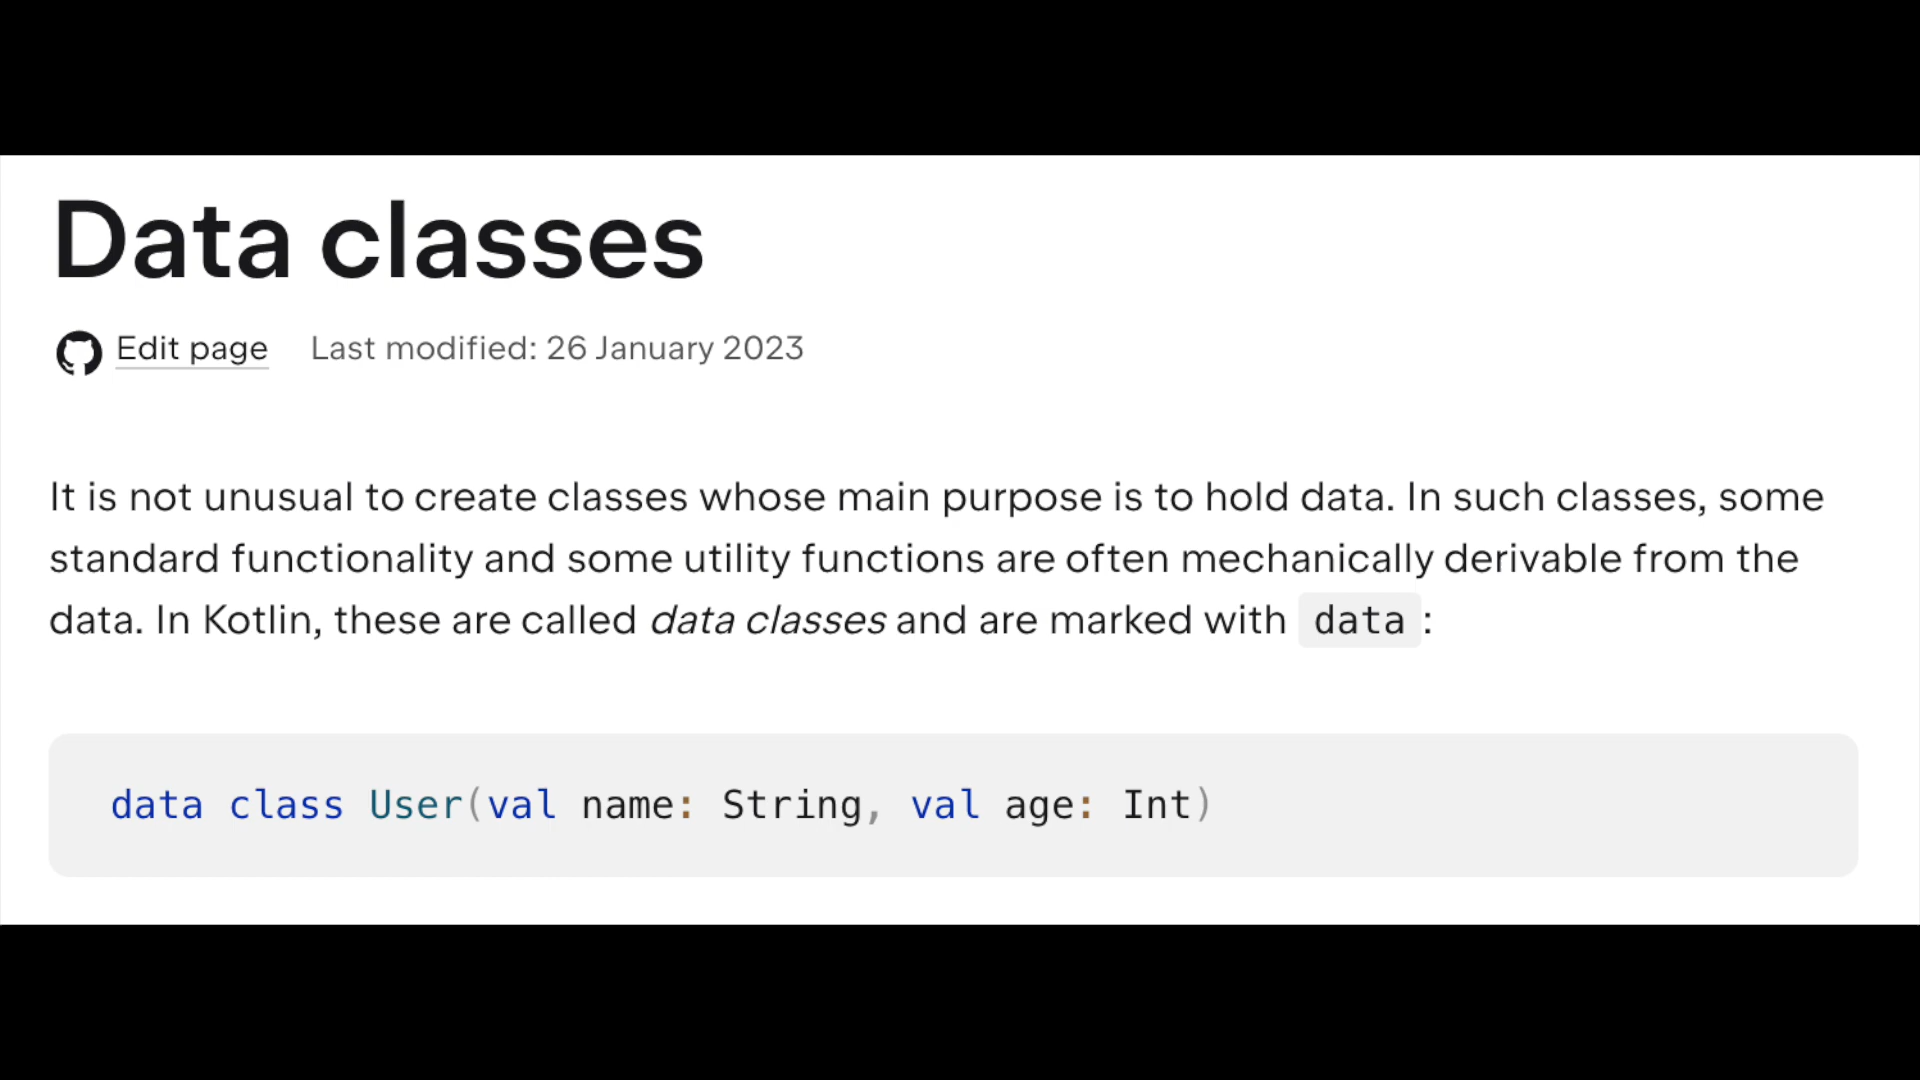 Data classes
Edit page Last modified: 26 January 2023
It is not unusual to create classes whose main purpose is to hold data. In such classes, some
standard functionality and some utility functions are often mechanically derivable from the
data. In Kotlin, these are called data classes and are marked with data :
data class User(val name: String, val age: Int)